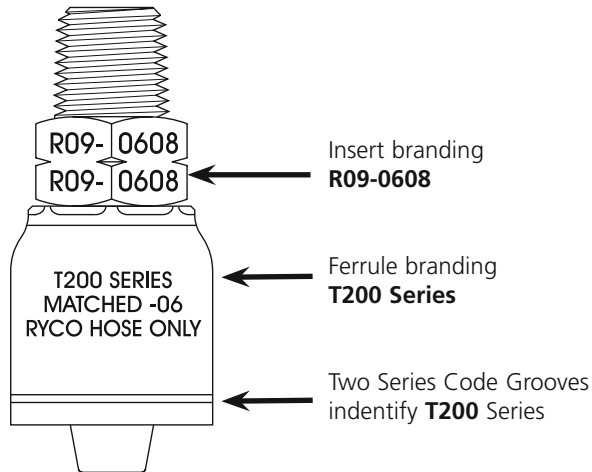 R09- 0608
R09- 0608
Insert branding
R09-0608
T200 SERIES
MATCHED -06
RYCO HOSE ONLY
Ferrule branding
T200 Series
Two Series Code Grooves
indentify T200 Series